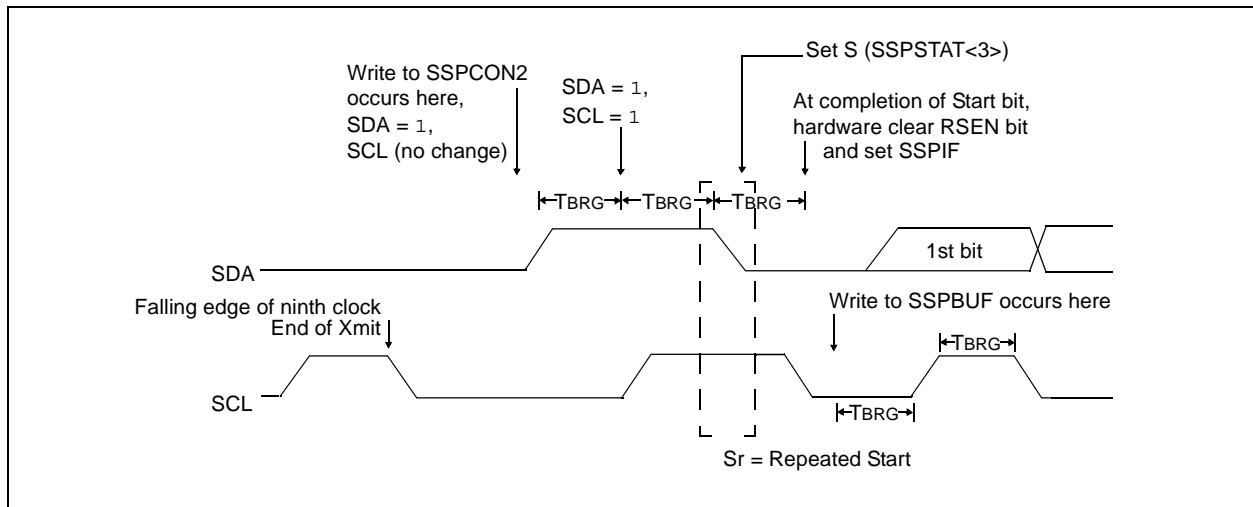 Set S (SSPSTAT<3>)
Write to SSPCON2
occurs here,
SDA = 1,
SCL (no change)
SDA = 1,
SCL = 1
At completion of Start bit,
hardware clear RSEN bit
and set SSPIF
TBRG
TBRG
TBRG
SDA
1st bit
Falling edge of ninth clock
End of Xmit
Write to SSPBUF occurs here
TBRG
SCL
TBRG
Sr = Repeated Start